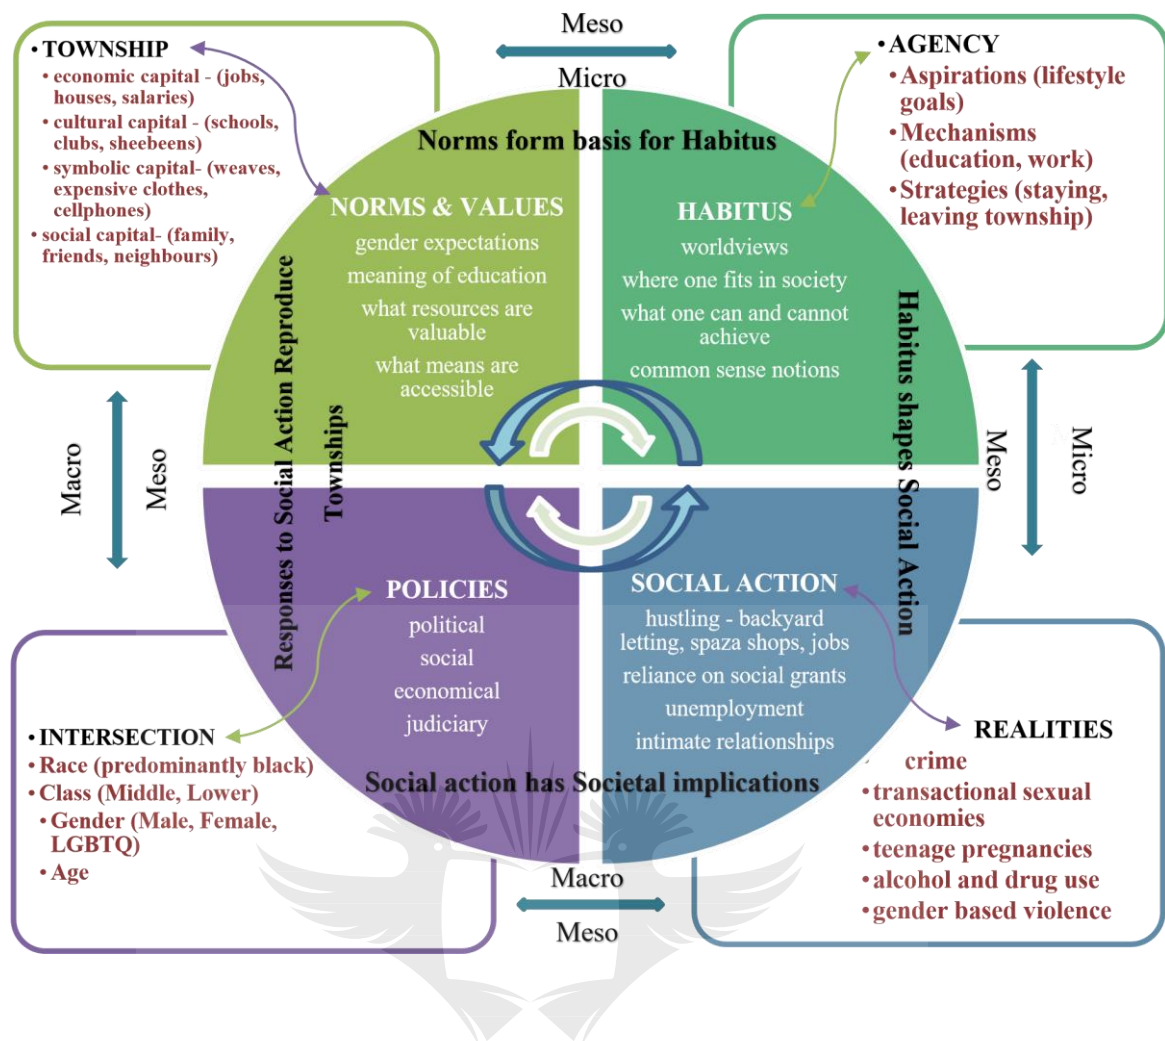 Meso
Micro
• TOWNSHIP
• economic capital - (jobs,
houses, salaries)
• cultural capital - (schools,
clubs, sheebeens)
• symbolic capital- (weaves,
expensive clothes,
cellphones)
• social capital- (family,
friends, neighbours)
• AGENCY
• Aspirations (lifestyle
goals)
• Mechanisms
(education, work)
• Strategies (staying,
leaving township)
Norms form basis for Habitus
NORMS & VALUES
gender expectations
meaning of education
what resources are
valuable
what means are
accessible
HABITUS
worldviews
where one fits in society
what one can and cannot
achieve
common sense notions
Responses to Social Action Reproduce
Townships
Habitus shapes Social Action
Macro
Meso
Meso
Micro
POLICIES
political
social
economical
judiciary
SOCIAL ACTION
hustling - backyard
letting, spaza shops, jobs
reliance on social grants
unemployment
intimate relationships
Social action has Societal implications
• INTERSECTION
• Race (predominantly black)
• Class (Middle, Lower)
• Gender (Male, Female,
LGBTQ)
• Age
REALITIES
• crime
• transactional sexual
economies
• teenage pregnancies
• alcohol and drug use
• gender based violence
Macro
Meso